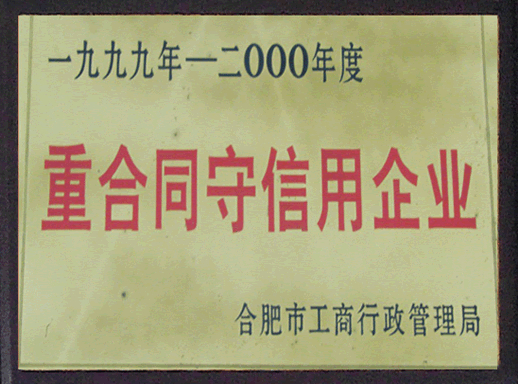 一九九九年—二000年度
重合同守信用企业
合肥市工商行政管理局